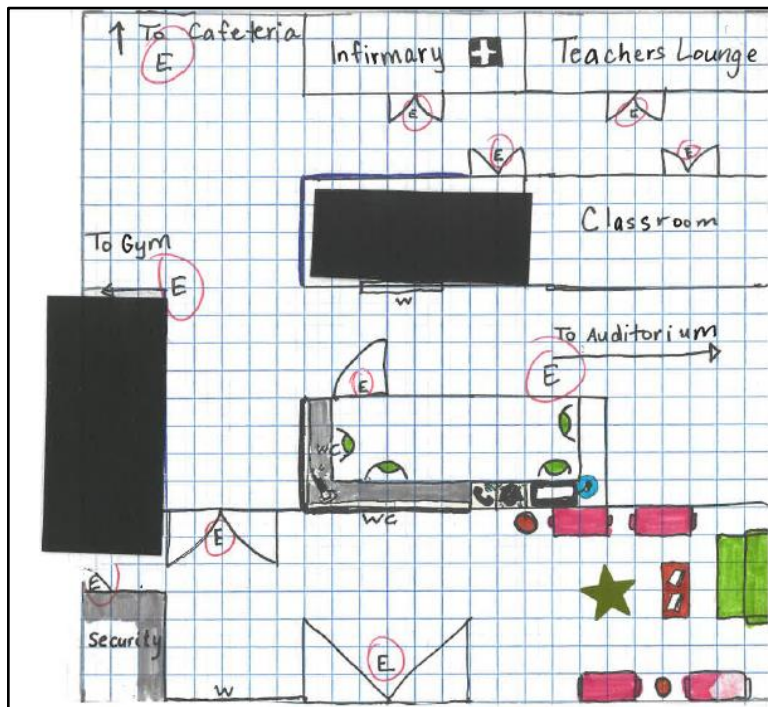 ↑ To Cafeteria
E
Infirmary
Teachers Lounge
E
E
E
E
Classroom
To Gym
E
W
To Auditorium
E
E
WC
WC
E
E
Security
E
W